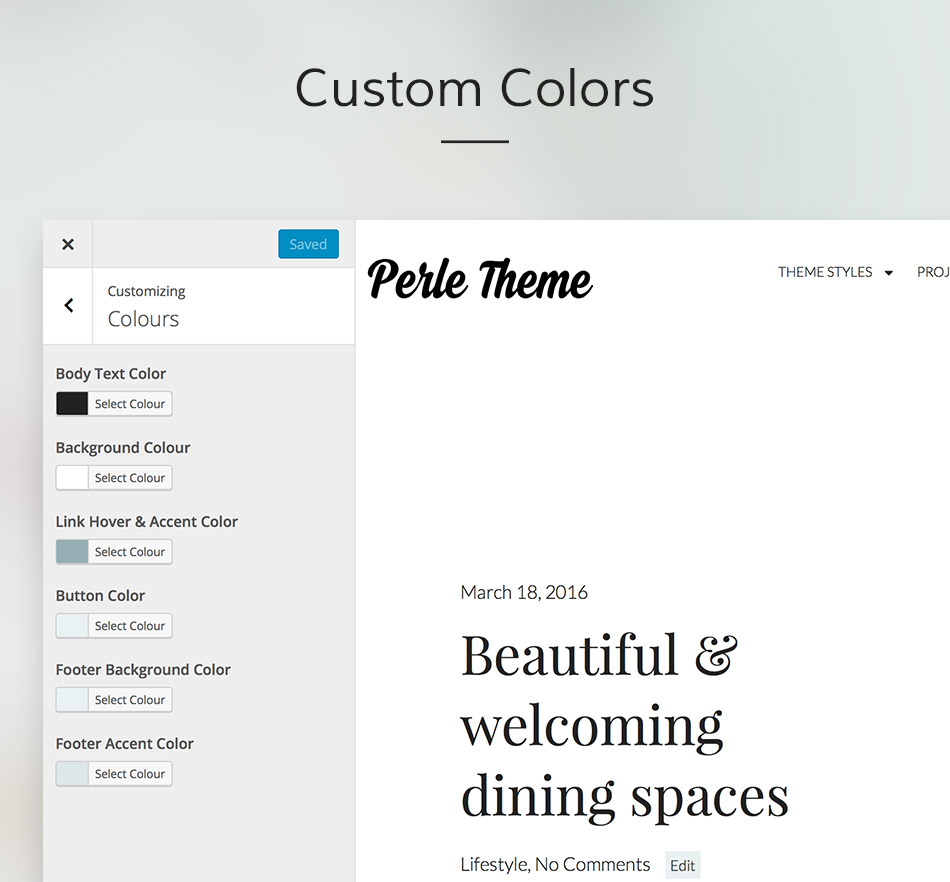 Custom Colors
Saved
Customizing
Colours
Body Text Color
Select Colour
Background Colour
Select Colour
Link Hover & Accent Color
Select Colour
Button Color
Select Colour
Footer Background Color
Select Colour
Footer Accent Color
Select Colour
Perle Theme
THEME STYLES
PROJ
March 18, 2016
Beautiful &
welcoming
dining spaces
Lifestyle, No Comments Edit